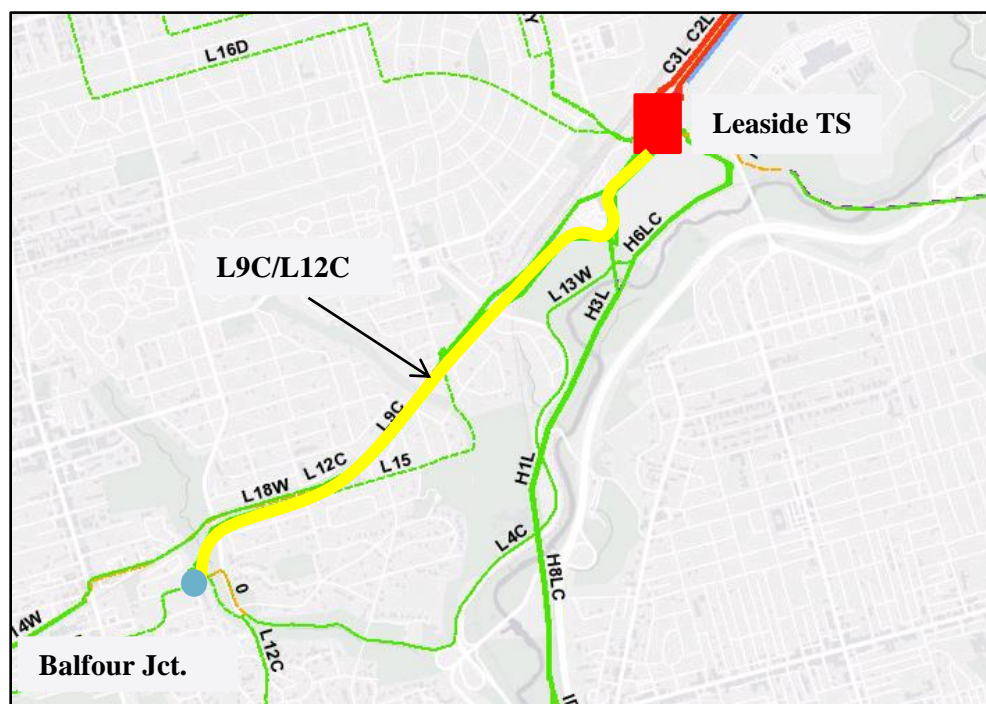 L16D
Y
C3L C2L
Leaside TS
L9C/L12C
H6LC
L13W
H3L
L9C
L12C
L15
L18W
H1L
L4C
H8LC
0
14W
L12C
Balfour Jct.